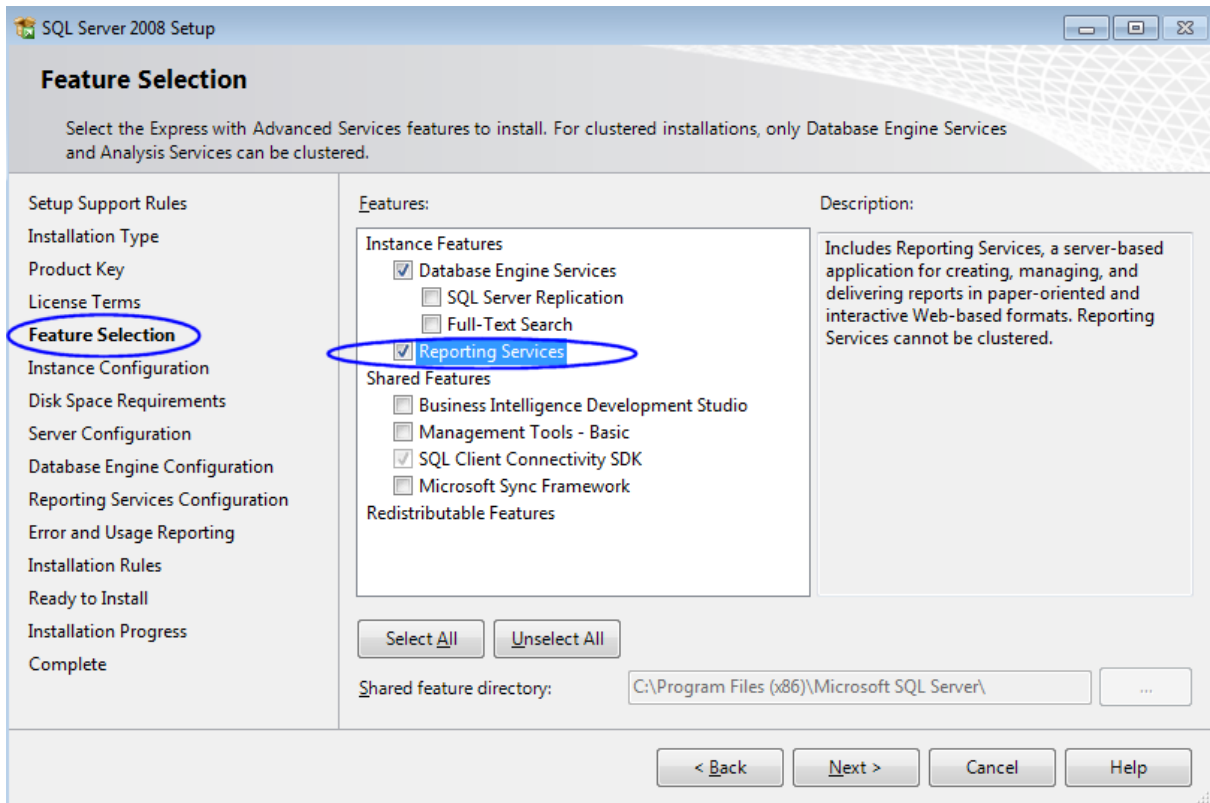 SQL Server 2008 Setup
Feature Selection
Select the Express with Advanced Services features to install. For clustered installations, only Database Engine Services
and Analysis Services can be clustered.
Setup Support Rules
Installation Type
Product Key
License Terms
Feature Selection
Instance Configuration
Disk Space Requirements
Server Configuration
Database Engine Configuration
Reporting Services Configuration
Error and Usage Reporting
Installation Rules
Ready to Install
Installation Progress
Complete
Features:
Instance Features
Database Engine Services
SQL Server Replication
Full-Text Search
Reporting Services
Shared Features
Business Intelligence Development Studio
Management Tools - Basic
SQL Client Connectivity SDK
Microsoft Sync Framework
Redistributable Features
Description:
Includes Reporting Services, a server-based
application for creating, managing, and
delivering reports in paper-oriented and
interactive Web-based formats. Reporting
Services cannot be clustered.
Select All
Unselect All
Shared feature directory:
C:\Program Files (x86)\Microsoft SQL Server\
...
< Back
Next >
Cancel
Help